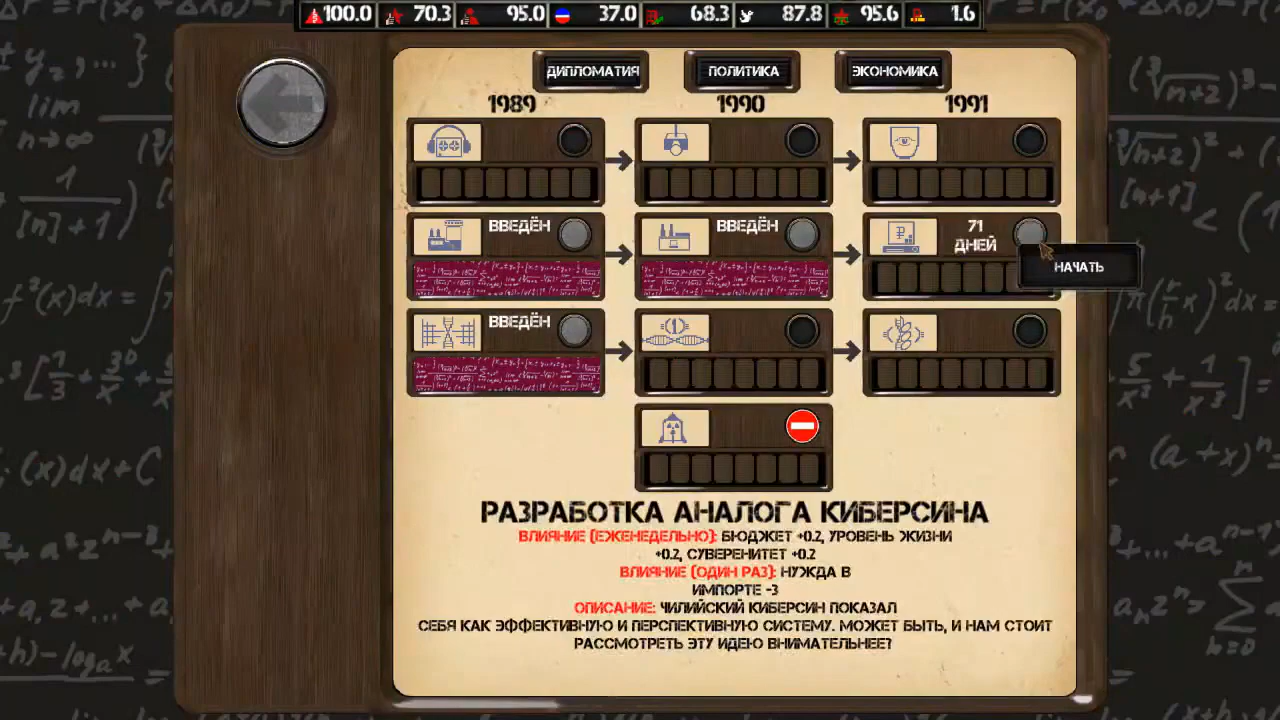 100.0 70.3 95.0 37.0 68.3 87.8 95.6 1.6
ДИПЛОМАТИЯ ПОЛИТИКА ЭКОНОМИКА
1989 1990 1991
ВВЕДЁН ВВЕДЁН 71
ДНЕЙ
НАЧАТЬ
ВВЕДЁН
РАЗРАБОТКА АНАЛОГА КИБЕРСИНА
ВЛИЯНИЕ (ЕЖЕНЕДЕЛЬНО): БЮДЖЕТ +0.2, УРОВЕНЬ ЖИЗНИ
+0.2, СУВЕРЕНИТЕТ +0.2
ВЛИЯНИЕ (ОДИН РАЗ): НУЖДА В
ИМПОРТЕ -3
ОПИСАНИЕ: ЧИЛИЙСКИЙ КИБЕРСИН ПОКАЗАЛ
СЕБЯ КАК ЭФФЕКТИВНУЮ И ПЕРСПЕКТИВНУЮ СИСТЕМУ. МОЖЕТ БЫТЬ, И НАМ СТОИТ
РАССМОТРЕТЬ ЭТУ ИДЕЮ ВНИМАТЕЛЬНЕЕ?